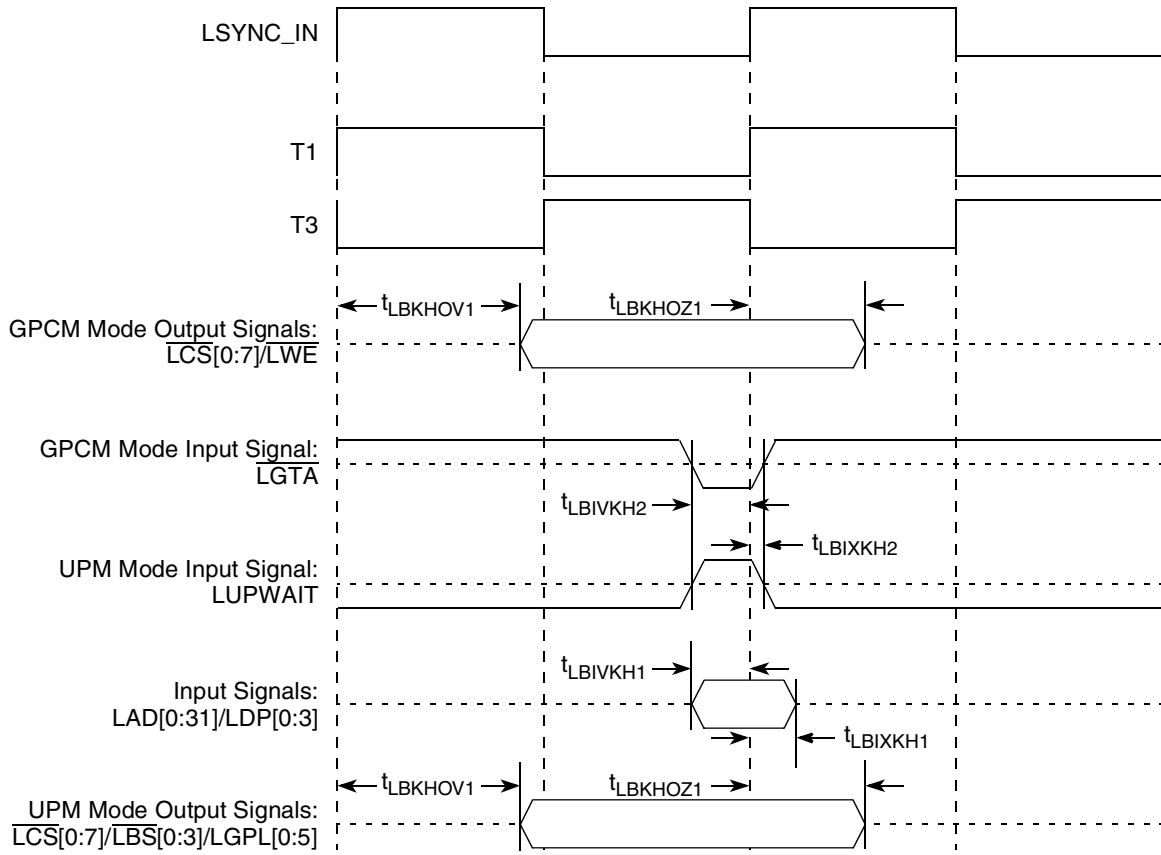 LSYNC_IN
T1
T3
tLBKHOV1
tLBKHOZ1
GPCM Mode Output Signals:
LCS[0:7]/LWE
GPCM Mode Input Signal:
LGTA
tLBIVKH2
tLBIXKH2
UPM Mode Input Signal:
LUPWAIT
tLBIVKH1
Input Signals:
LAD[0:31]/LDP[0:3]
tLBIXKH1
tLBKHOV1
tLBKHOZ1
UPM Mode Output Signals:
LCS[0:7]/LBS[0:3]/LGPL[0:5]